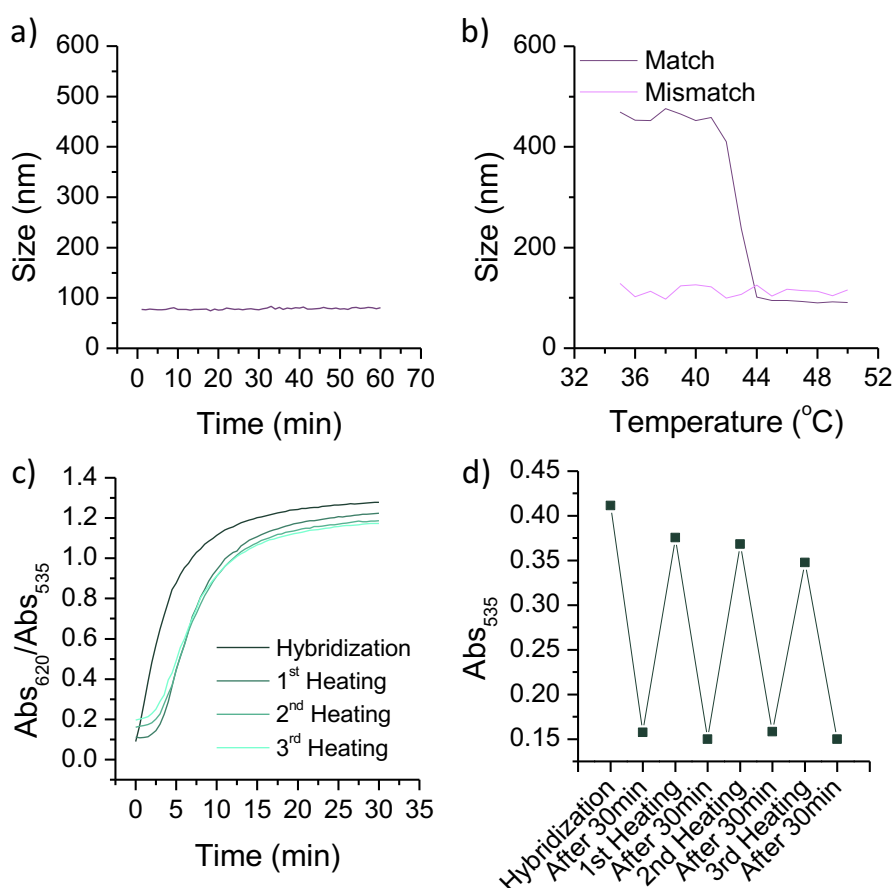 a)
600
500
400
300
200
100
0
Size (nm)
0 10 20 30 40 50 60 70
Time (min)
b)
Match
Mismatch
600
500
400
300
200
100
0
Size (nm)
32 36 40 44 48 52
Temperature (°C)
c)
1.4
1.2
1.0
0.8
0.6
0.4
0.2
0.0
Abs620/Abs535
Hybridization
1st Heating
2nd Heating
3rd Heating
0 5 10 15 20 25 30 35
Time (min)
d)
0.45
0.40
0.35
0.30
0.25
0.20
0.15
Abs535
Hybridization
After 30min
1st Heating
After 30min
2nd Heating
After 30min
3rd Heating
After 30min